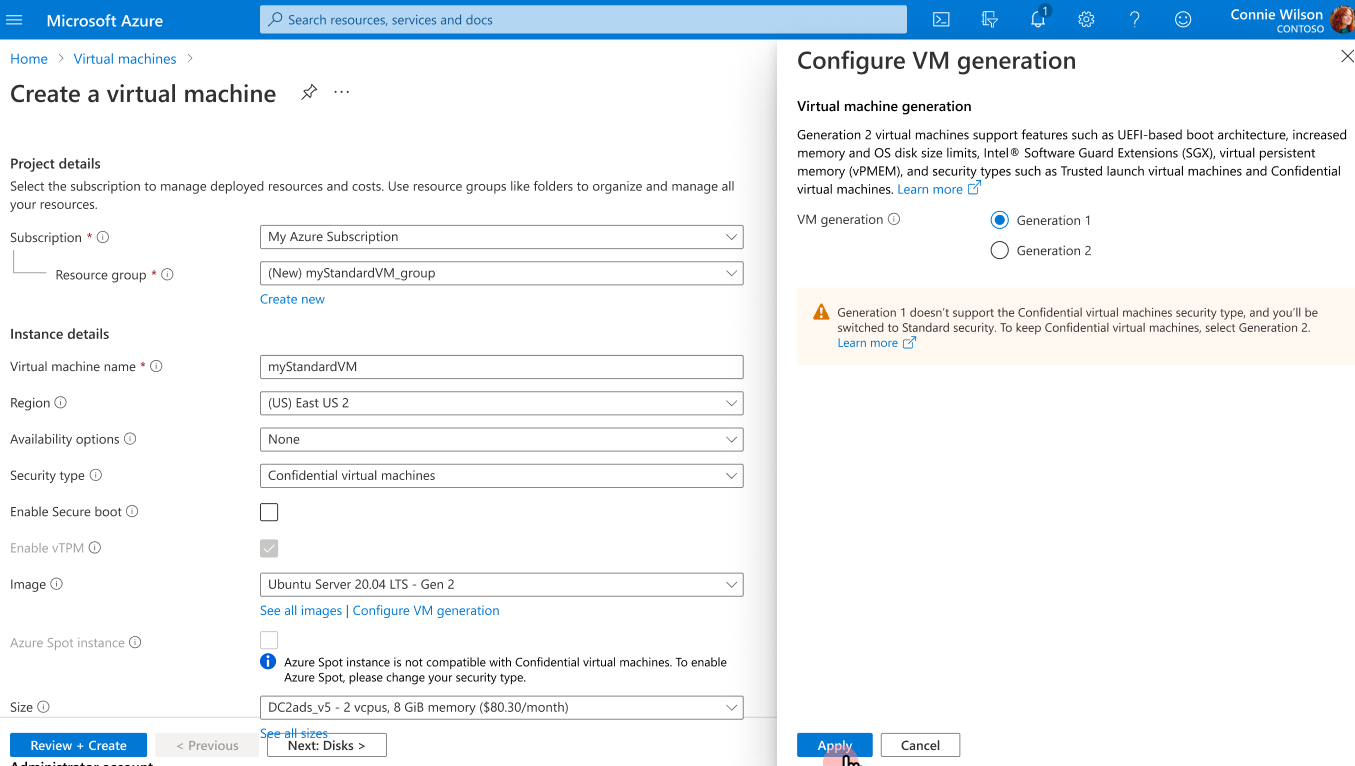 Microsoft Azure
Search resources, services and docs
1
Connie Wilson
CONTOSO
Home > Virtual machines >
Create a virtual machine
Project details
Select the subscription to manage deployed resources and costs. Use resource groups like folders to organize and manage all
your resources.
Subscription *
My Azure Subscription
Resource group *
(New) myStandardVM_group
Create new
Instance details
Virtual machine name *
myStandardVM
Region
(US) East US 2
Availability options
None
Security type
Confidential virtual machines
Enable Secure boot
Enable vTPM
Image
Ubuntu Server 20.04 LTS - Gen 2
See all images | Configure VM generation
Azure Spot instance
Azure Spot instance is not compatible with Confidential virtual machines. To enable
Azure Spot, please change your security type.
Size
DC2ads_v5 - 2 vcpus, 8 GiB memory ($80.30/month)
See all sizes
Review + Create
< Previous
Next: Disks >
Administrator account
Configure VM generation
Virtual machine generation
Generation 2 virtual machines support features such as UEFI-based boot architecture, increased
memory and OS disk size limits, Intel® Software Guard Extensions (SGX), virtual persistent
memory (vPMEM), and security types such as Trusted launch virtual machines and Confidential
virtual machines. Learn more
VM generation
Generation 1
Generation 2
Generation 1 doesn't support the Confidential virtual machines security type, and you'll be
switched to Standard security. To keep Confidential virtual machines, select Generation 2.
Learn more
Apply
Cancel